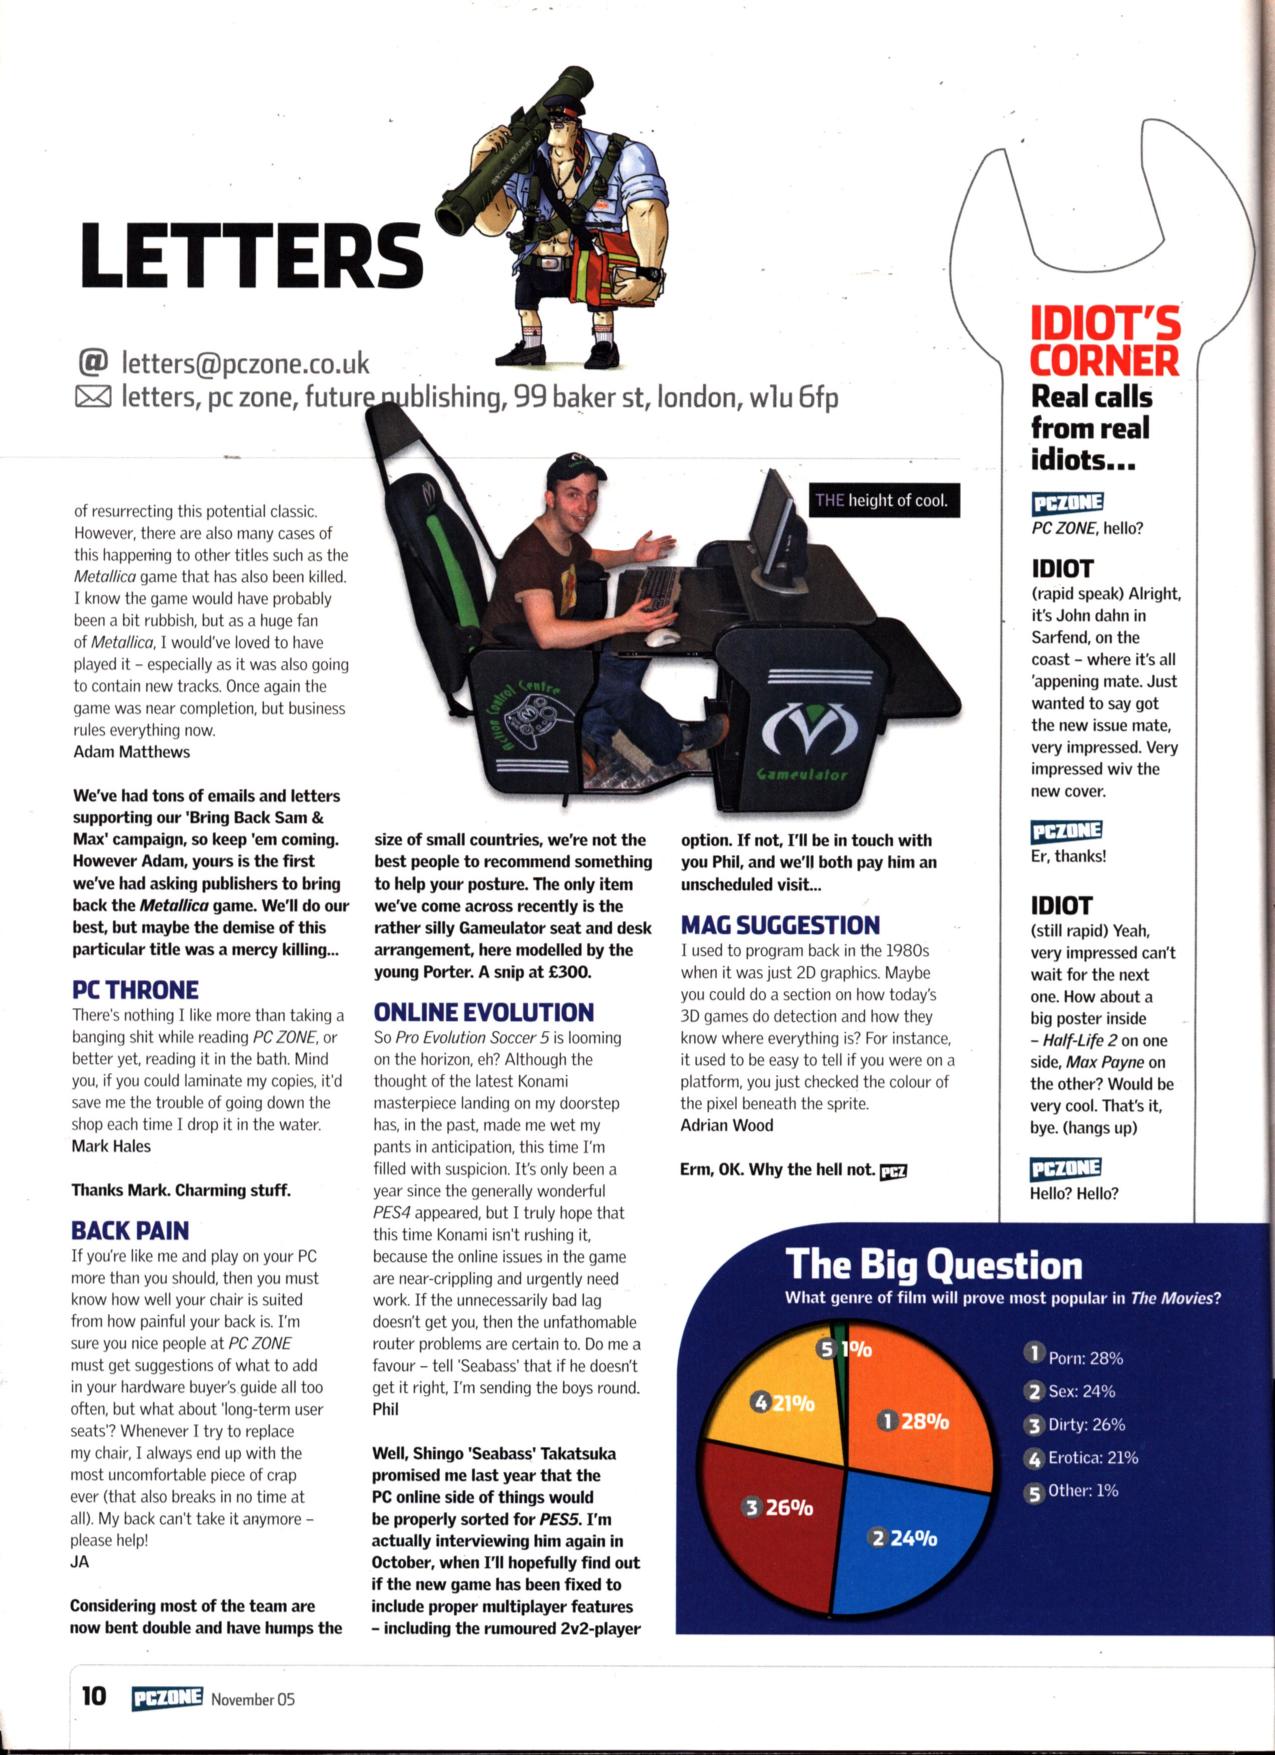 LETTERS
@ letters@pczone.co.uk
letters, pc zone, future publishing, 99 baker st, london, w1u 6fp
SPECIAL DELIVERY
THE height of cool.
Action Control Centre
Gameulator
of resurrecting this potential classic.
However, there are also many cases of
this happening to other titles such as the
Metallica game that has also been killed.
I know the game would have probably
been a bit rubbish, but as a huge fan
of Metallica, I would've loved to have
played it – especially as it was also going
to contain new tracks. Once again the
game was near completion, but business
rules everything now.
Adam Matthews
We've had tons of emails and letters
supporting our 'Bring Back Sam &
Max' campaign, so keep 'em coming.
However Adam, yours is the first
we've had asking publishers to bring
back the Metallica game. We'll do our
best, but maybe the demise of this
particular title was a mercy killing...
PC THRONE
There's nothing I like more than taking a
banging shit while reading PC ZONE, or
better yet, reading it in the bath. Mind
you, if you could laminate my copies, it'd
save me the trouble of going down the
shop each time I drop it in the water.
Mark Hales
Thanks Mark. Charming stuff.
BACK PAIN
If you're like me and play on your PC
more than you should, then you must
know how well your chair is suited
from how painful your back is. I'm
sure you nice people at PC ZONE
must get suggestions of what to add
in your hardware buyer's guide all too
often, but what about 'long-term user
seats'? Whenever I try to replace
my chair, I always end up with the
most uncomfortable piece of crap
ever (that also breaks in no time at
all). My back can't take it anymore –
please help!
JA
Considering most of the team are
now bent double and have humps the
size of small countries, we're not the
best people to recommend something
to help your posture. The only item
we've come across recently is the
rather silly Gameulator seat and desk
arrangement, here modelled by the
young Porter. A snip at £300.
ONLINE EVOLUTION
So Pro Evolution Soccer 5 is looming
on the horizon, eh? Although the
thought of the latest Konami
masterpiece landing on my doorstep
has, in the past, made me wet my
pants in anticipation, this time I'm
filled with suspicion. It's only been a
year since the generally wonderful
PES4 appeared, but I truly hope that
this time Konami isn't rushing it,
because the online issues in the game
are near-crippling and urgently need
work. If the unnecessarily bad lag
doesn't get you, then the unfathomable
router problems are certain to. Do me a
favour – tell 'Seabass' that if he doesn't
get it right, I'm sending the boys round.
Phil
Well, Shingo 'Seabass' Takatsuka
promised me last year that the
PC online side of things would
be properly sorted for PES5. I'm
actually interviewing him again in
October, when I'll hopefully find out
if the new game has been fixed to
include proper multiplayer features
– including the rumoured 2v2-player
option. If not, I'll be in touch with
you Phil, and we'll both pay him an
unscheduled visit...
MAG SUGGESTION
I used to program back in the 1980s
when it was just 2D graphics. Maybe
you could do a section on how today's
3D games do detection and how they
know where everything is? For instance,
it used to be easy to tell if you were on a
platform, you just checked the colour of
the pixel beneath the sprite.
Adrian Wood
Erm, OK. Why the hell not. PCZ
IDIOT'S
CORNER
Real calls
from real
idiots...
PCZONE
PC ZONE, hello?
IDIOT
(rapid speak) Alright,
it's John dahn in
Sarfend, on the
coast – where it's all
'appening mate. Just
wanted to say got
the new issue mate,
very impressed. Very
impressed wiv the
new cover.
PCZONE
Er, thanks!
IDIOT
(still rapid) Yeah,
very impressed can't
wait for the next
one. How about a
big poster inside
– Half-Life 2 on one
side, Max Payne on
the other? Would be
very cool. That's it,
bye. (hangs up)
PCZONE
Hello? Hello?
The Big Question
What genre of film will prove most popular in The Movies?
5 1%
4 21%
1 28%
3 26%
2 24%
1 Porn: 28%
2 Sex: 24%
3 Dirty: 26%
4 Erotica: 21%
5 Other: 1%
10 PCZONE November 05